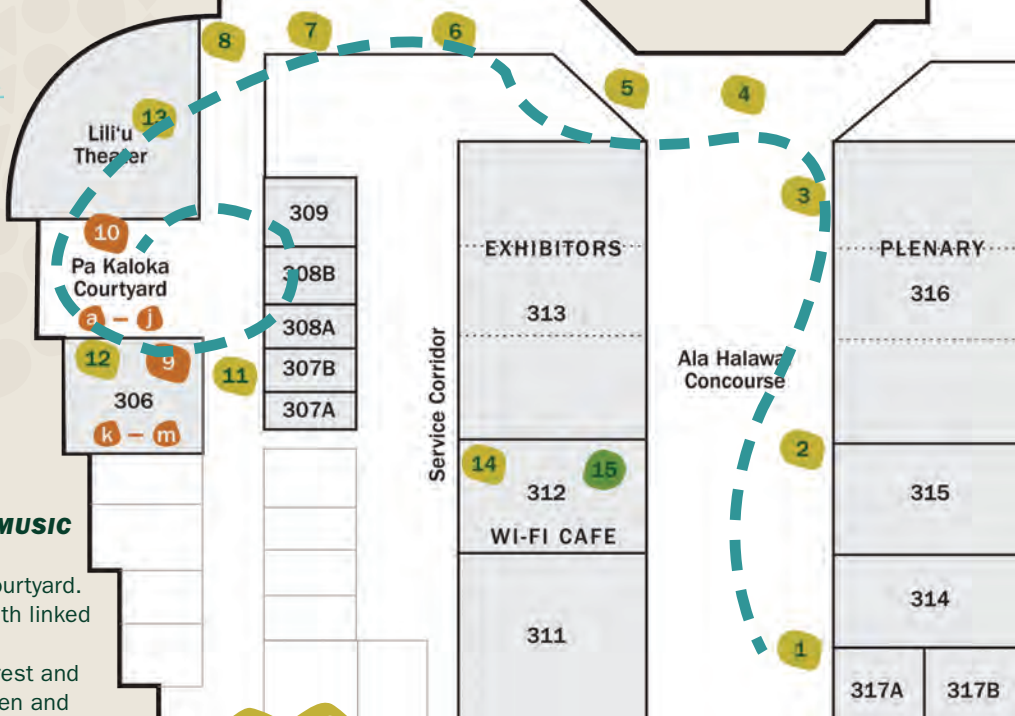 8
7
6
5
4
13
Lili‘u
Theater
3
309
10
EXHIBITORS
PLENARY
Pa Kaloka
Courtyard
308B
316
313
a – j
308A
Ala Halawai
Concourse
12
9
11
307B
306
307A
Service Corridor
k – m
2
14
15
312
315
WI-FI CAFE
MUSIC
ourtyard.
th linked
314
311
1
rest and
en and
317A
317B